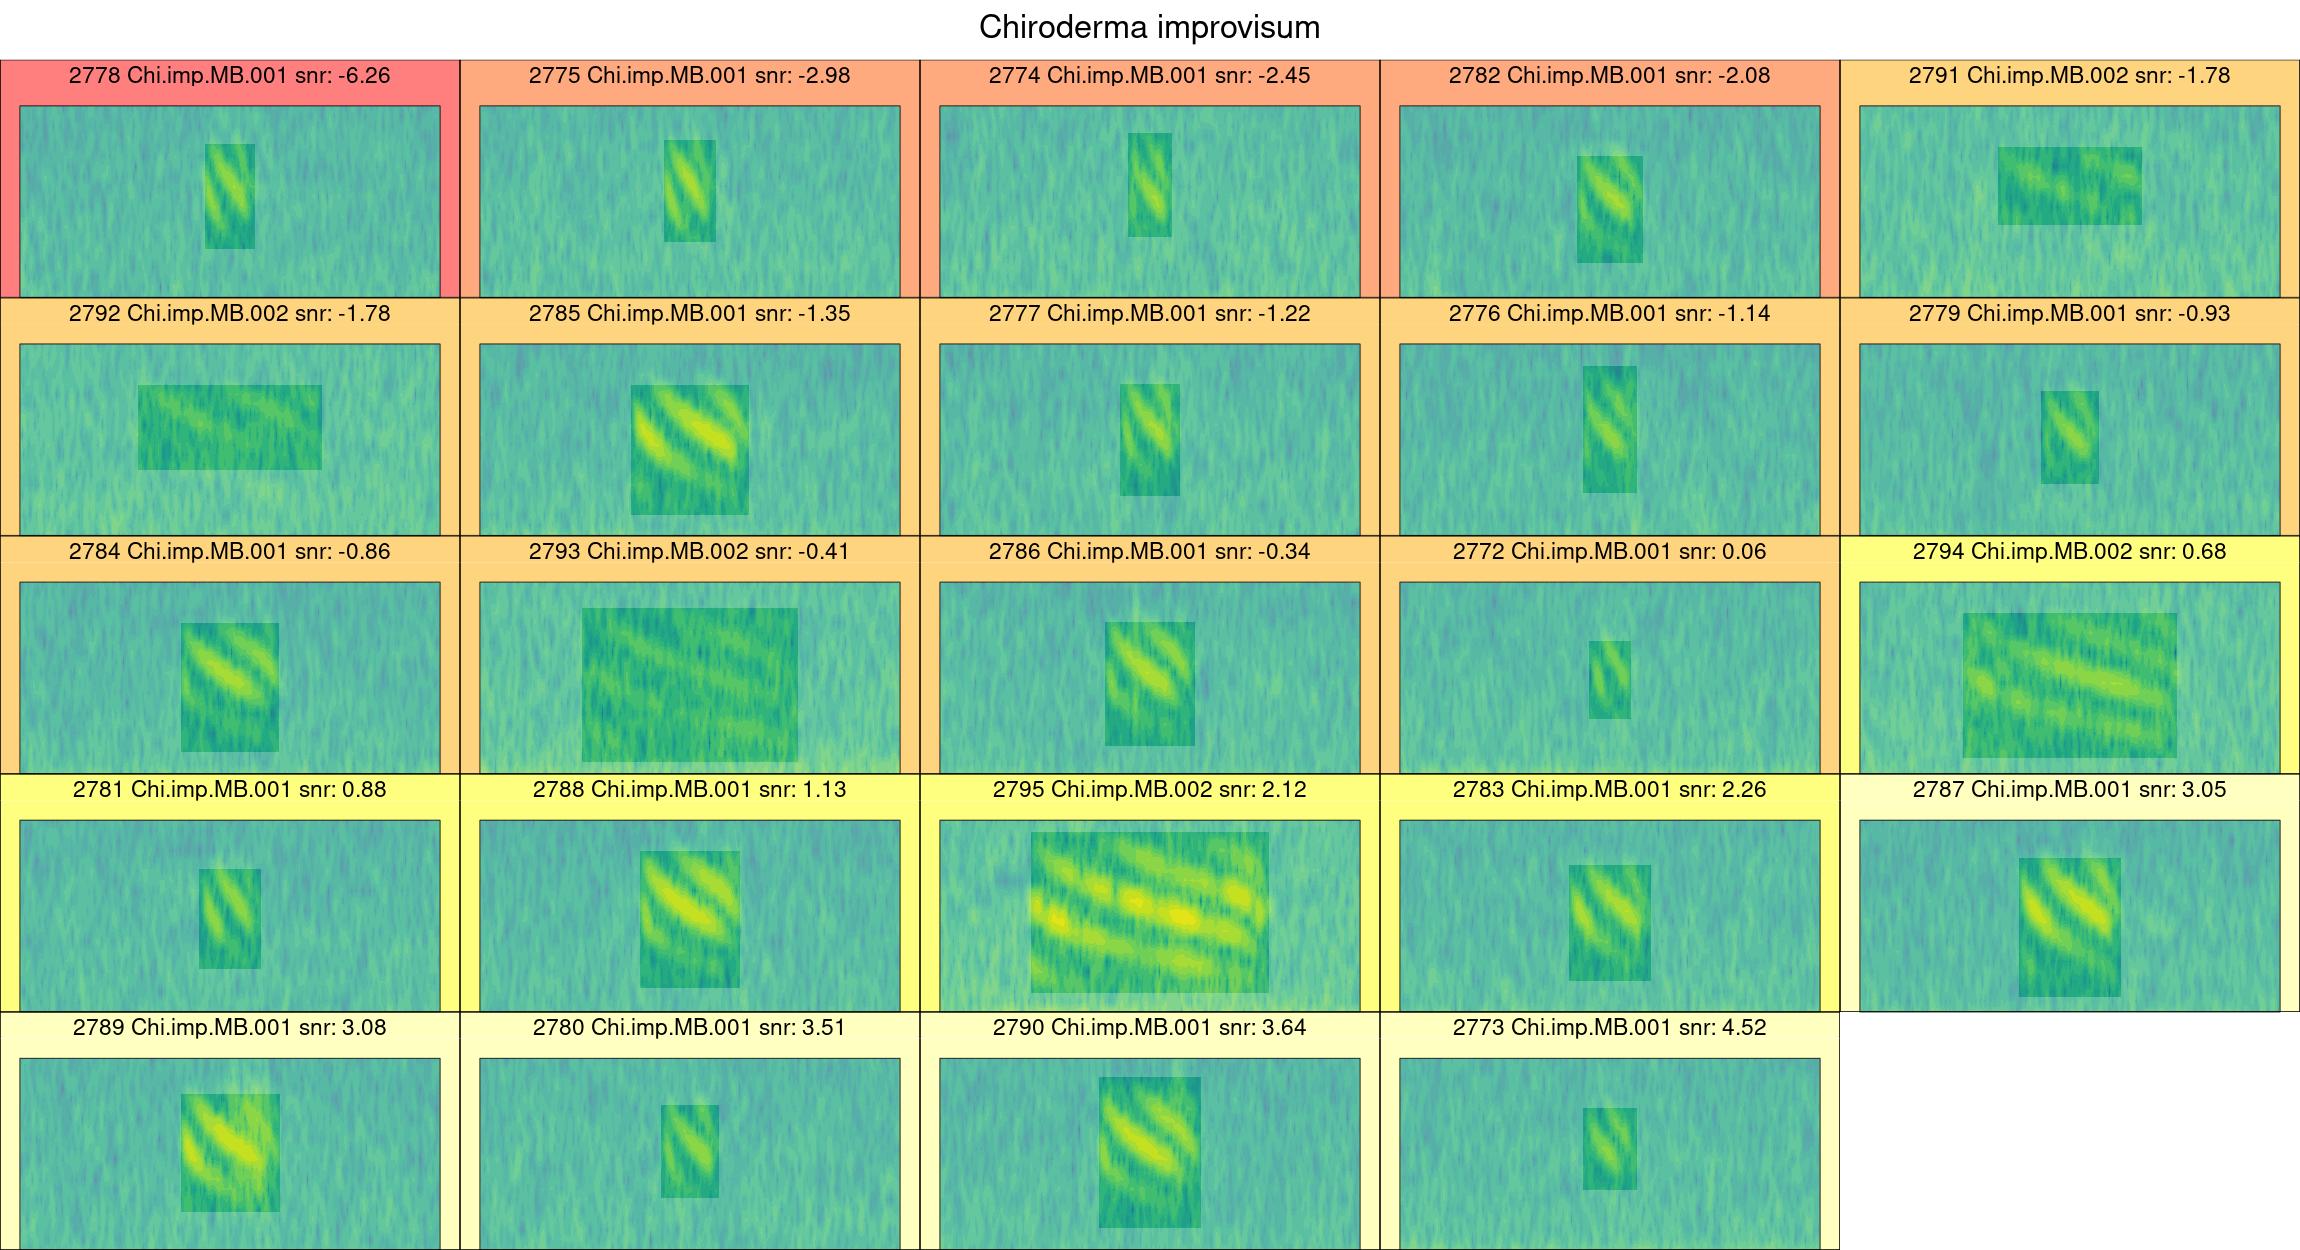 Chiroderma improvisum
2778 Chi.imp.MB.001 snr: -6.26
2775 Chi.imp.MB.001 snr: -2.98
2774 Chi.imp.MB.001 snr: -2.45
2782 Chi.imp.MB.001 snr: -2.08
2791 Chi.imp.MB.002 snr: -1.78
2792 Chi.imp.MB.002 snr: -1.78
2785 Chi.imp.MB.001 snr: -1.35
2777 Chi.imp.MB.001 snr: -1.22
2776 Chi.imp.MB.001 snr: -1.14
2779 Chi.imp.MB.001 snr: -0.93
2784 Chi.imp.MB.001 snr: -0.86
2793 Chi.imp.MB.002 snr: -0.41
2786 Chi.imp.MB.001 snr: -0.34
2772 Chi.imp.MB.001 snr: 0.06
2794 Chi.imp.MB.002 snr: 0.68
2781 Chi.imp.MB.001 snr: 0.88
2788 Chi.imp.MB.001 snr: 1.13
2795 Chi.imp.MB.002 snr: 2.12
2783 Chi.imp.MB.001 snr: 2.26
2787 Chi.imp.MB.001 snr: 3.05
2789 Chi.imp.MB.001 snr: 3.08
2780 Chi.imp.MB.001 snr: 3.51
2790 Chi.imp.MB.001 snr: 3.64
2773 Chi.imp.MB.001 snr: 4.52